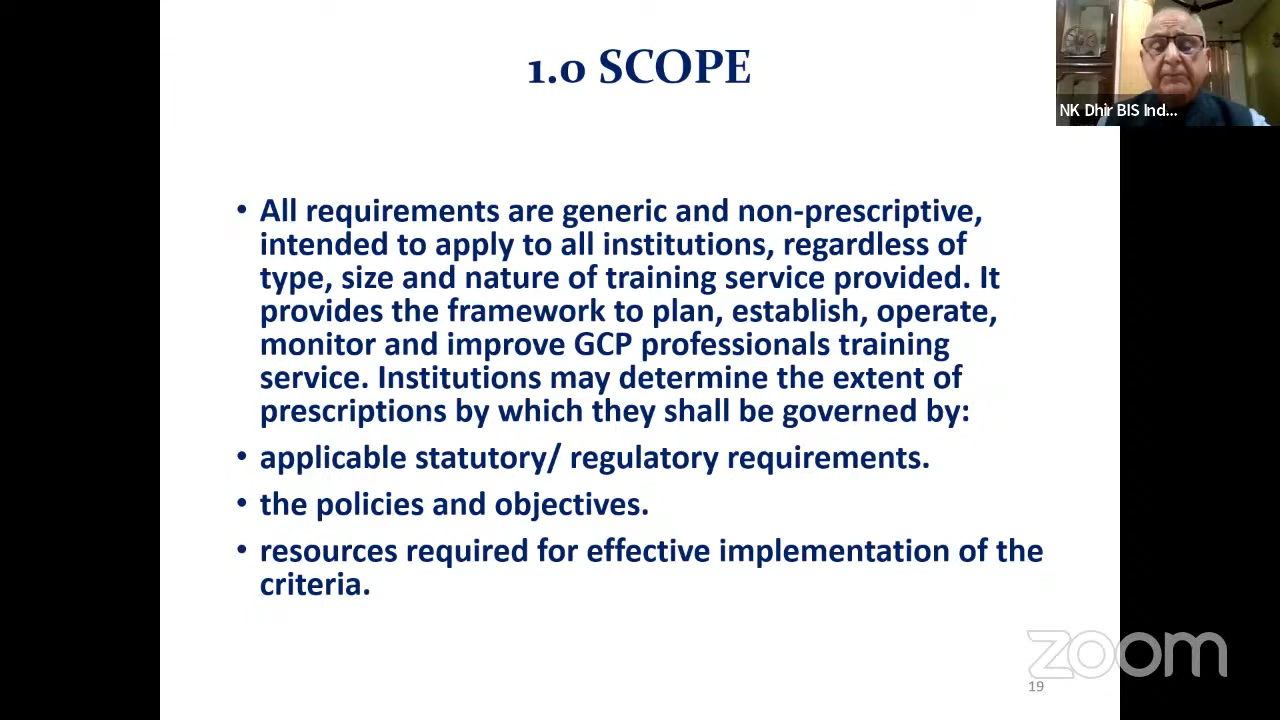 1.0 SCOPE
NK Dhir BIS Ind...
• All requirements are generic and non-prescriptive,
intended to apply to all institutions, regardless of
type, size and nature of training service provided. It
provides the framework to plan, establish, operate,
monitor and improve GCP professionals training
service. Institutions may determine the extent of
prescriptions by which they shall be governed by:
• applicable statutory/ regulatory requirements.
• the policies and objectives.
• resources required for effective implementation of the
criteria.
zoom
19